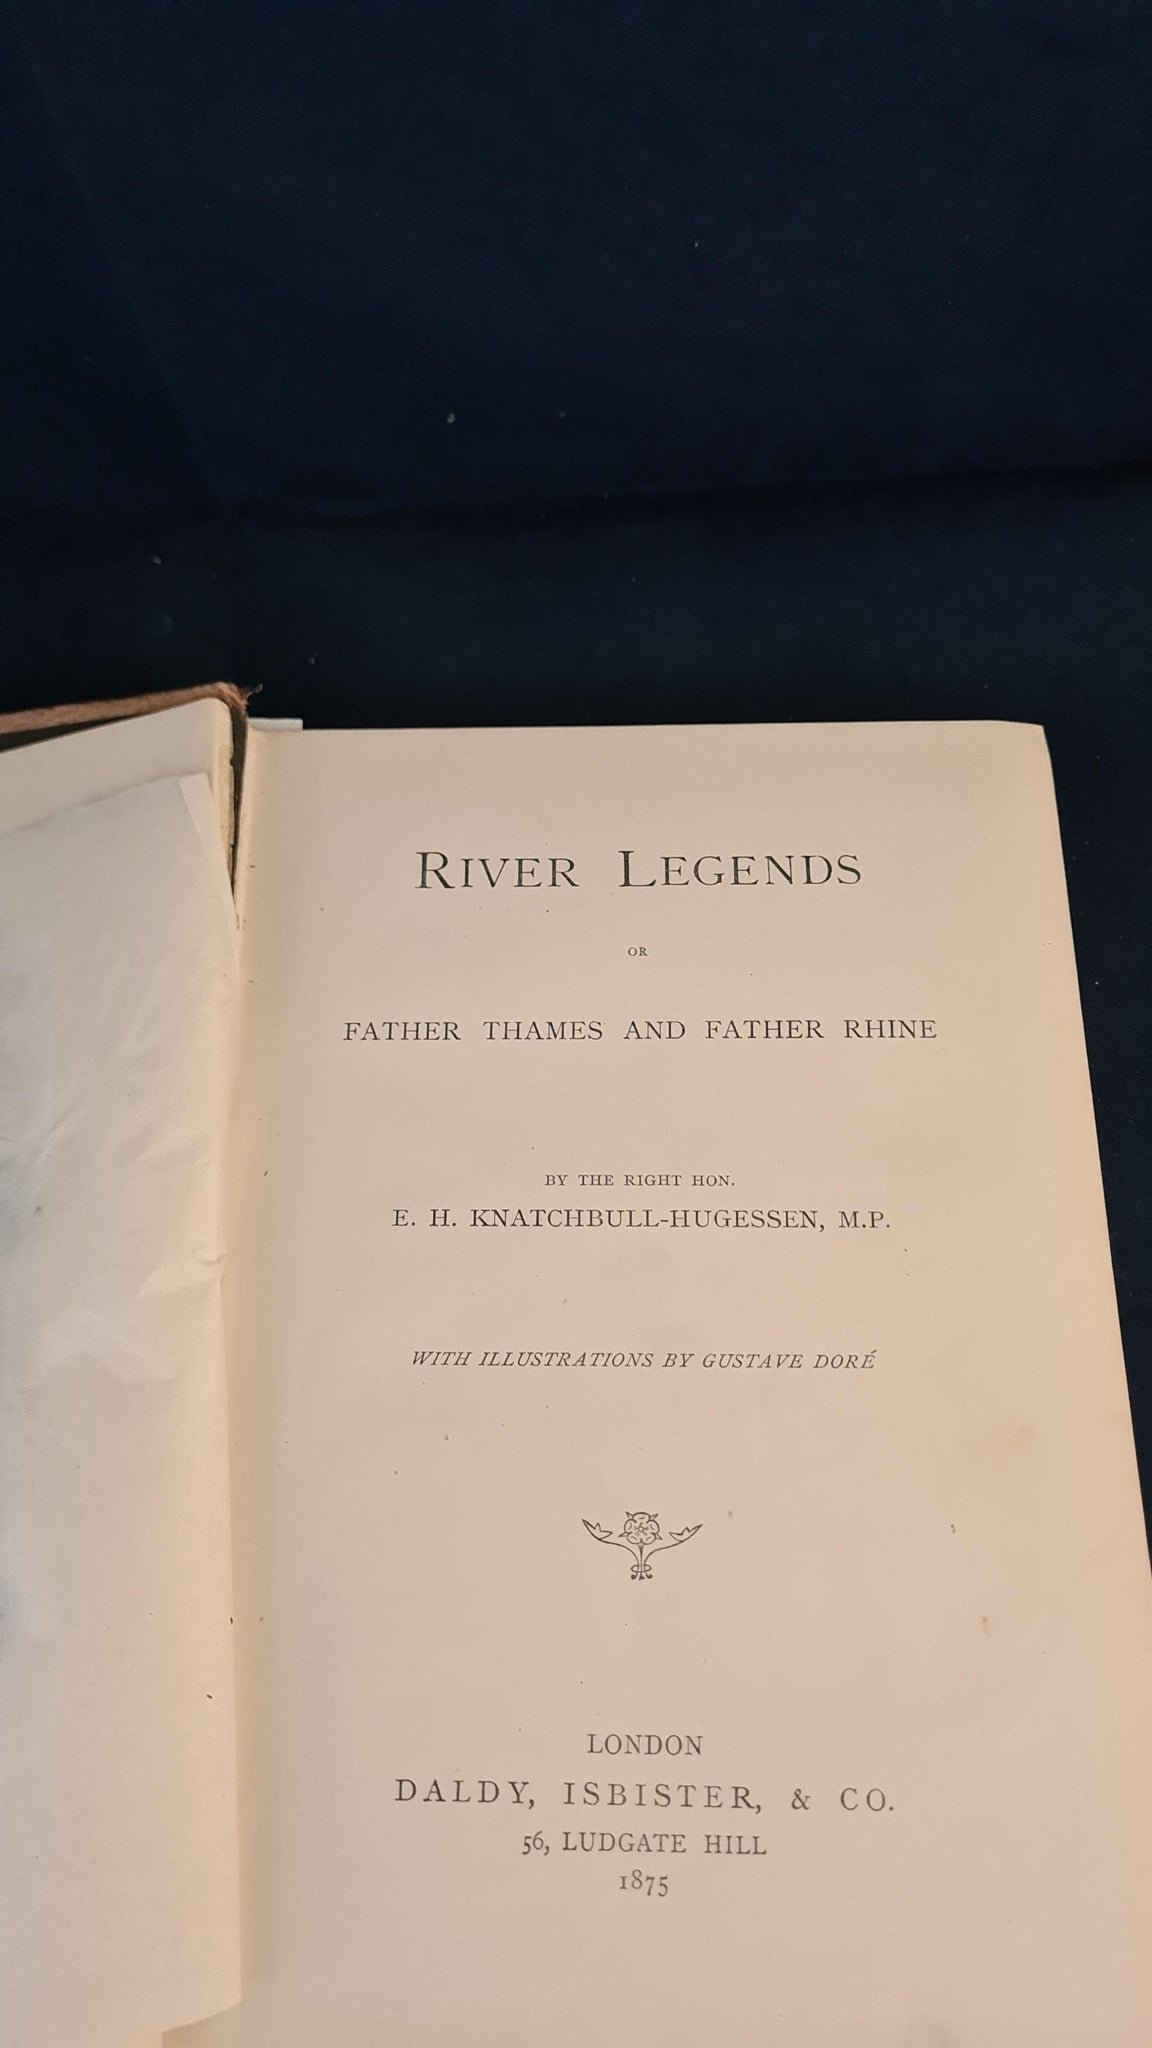 RIVER LEGENDS
OR
FATHER THAMES AND FATHER RHINE
BY THE RIGHT HON.
E. H. KNATCHBULL-HUGESSEN, M.P.
WITH ILLUSTRATIONS BY GUSTAVE DORÉ
LONDON
DALDY, ISBISTER, & CO.
56, LUDGATE HILL
1875